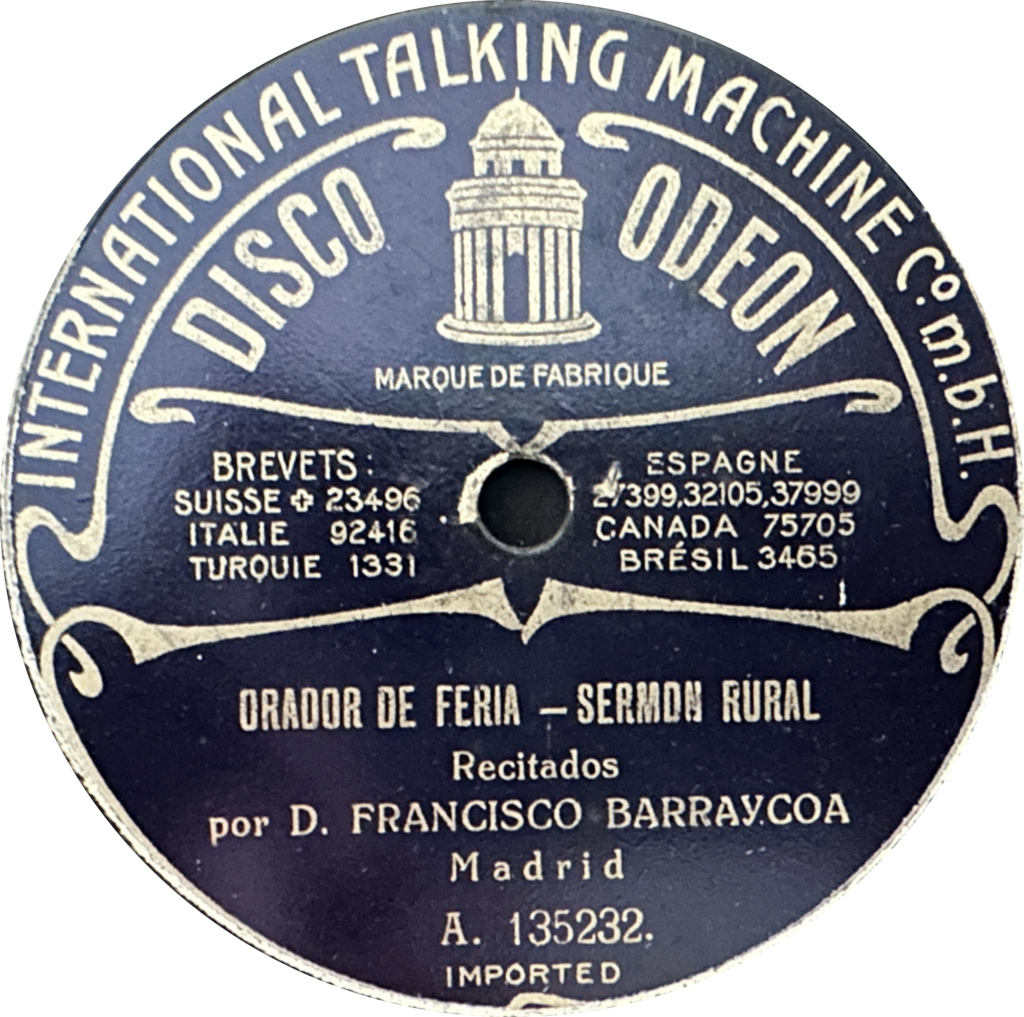 INTERNATIONAL TALKING MACHINE Co. m.b.H.
DISCO ODEON
MARQUE DE FABRIQUE
BREVETS:
SUISSE ✚ 23496
ITALIE 92416
TURQUIE 1331
ESPAGNE
27399,32105,37999
CANADA 75705
BRÉSIL 3465
ORADOR DE FERIA – SERMON RURAL
Recitados
por D. FRANCISCO BARRAYCOA
Madrid
A. 135232.
IMPORTED